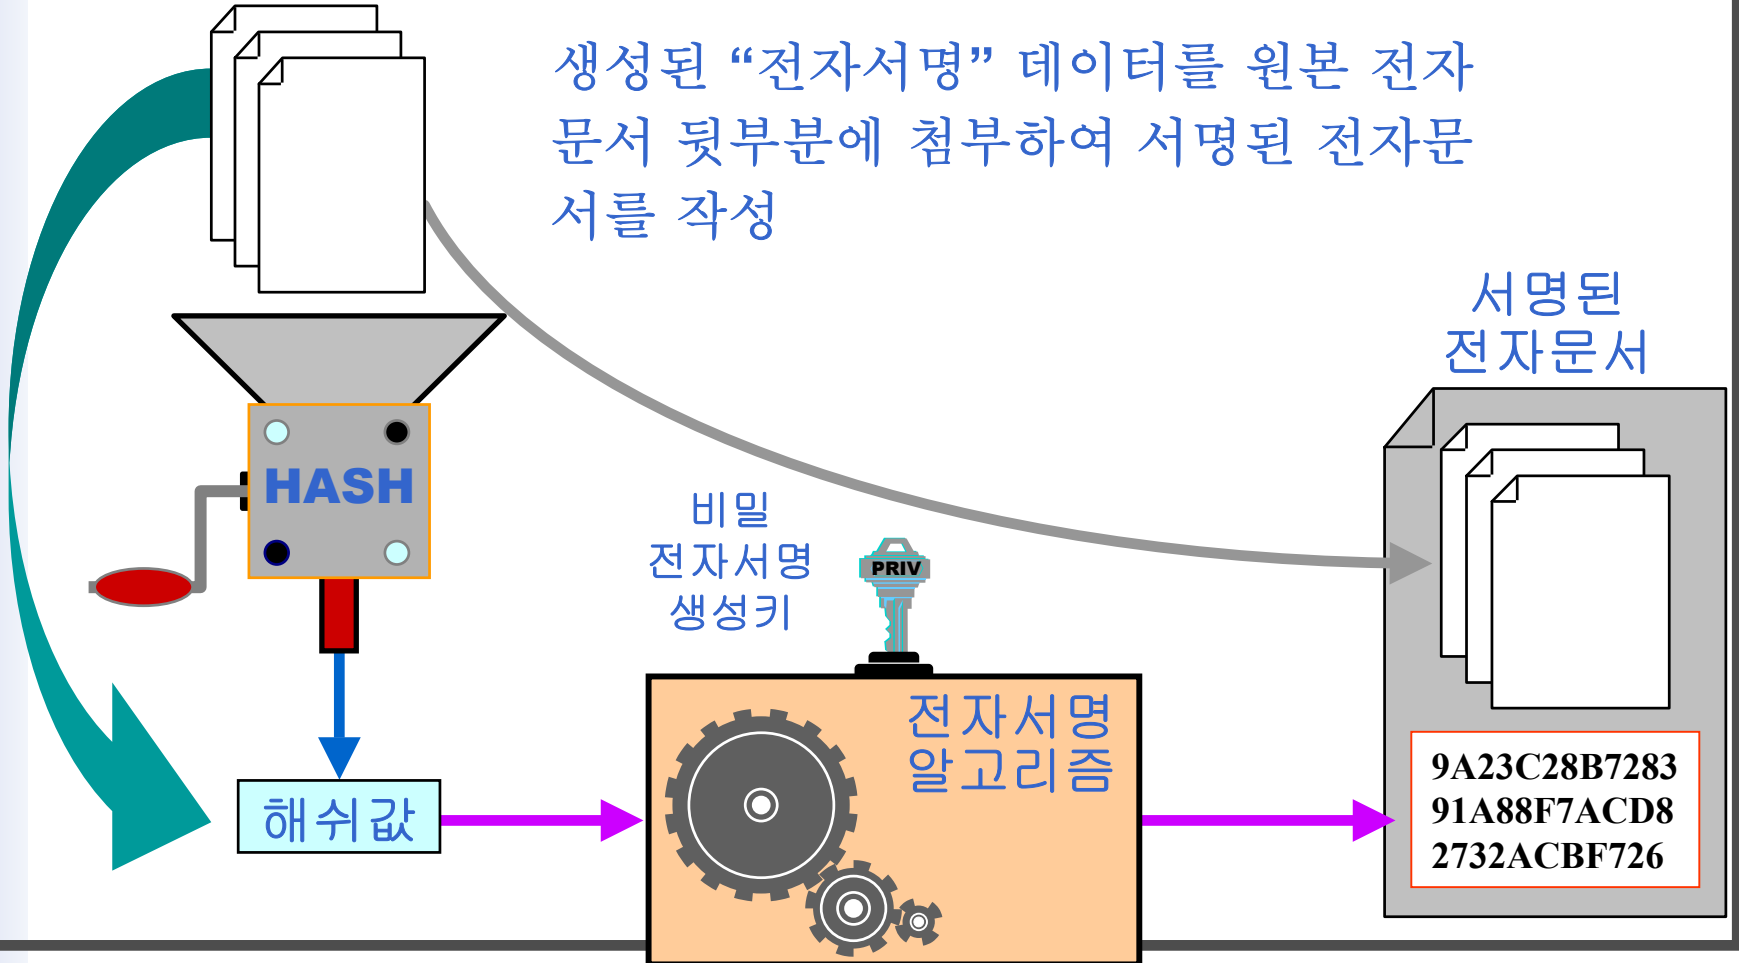 생성된 “전자서명” 데이터를 원본 전자
문서 뒷부분에 첨부하여 서명된 전자문
서를 작성
서명된
전자문서
HASH
비밀
전자서명
생성키
PRIV
전자서명
알고리즘
해쉬값
9A23C28B7283
91A88F7ACD8
2732ACBF726